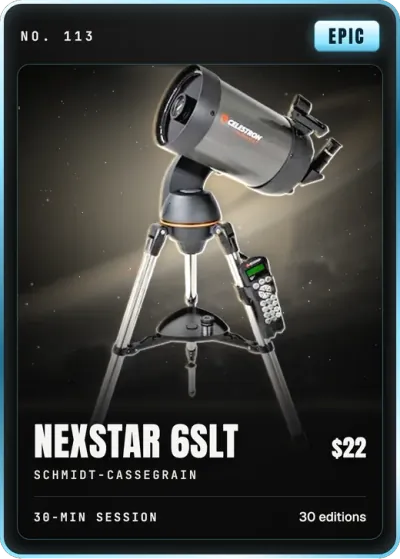 NO. 113
EPIC
CELESTRON
NEXSTAR 6SLT
$22
SCHMIDT-CASSEGRAIN
30-MIN SESSION
30 editions